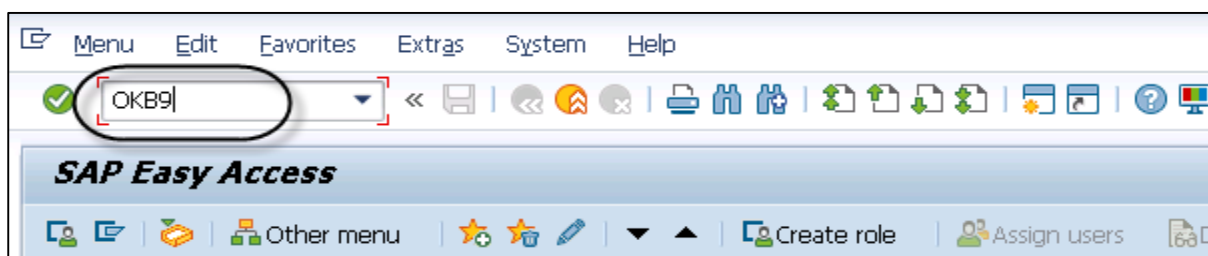 Menu Edit Favorites Extras System Help
OKB9
SAP Easy Access
Other menu Create role Assign users